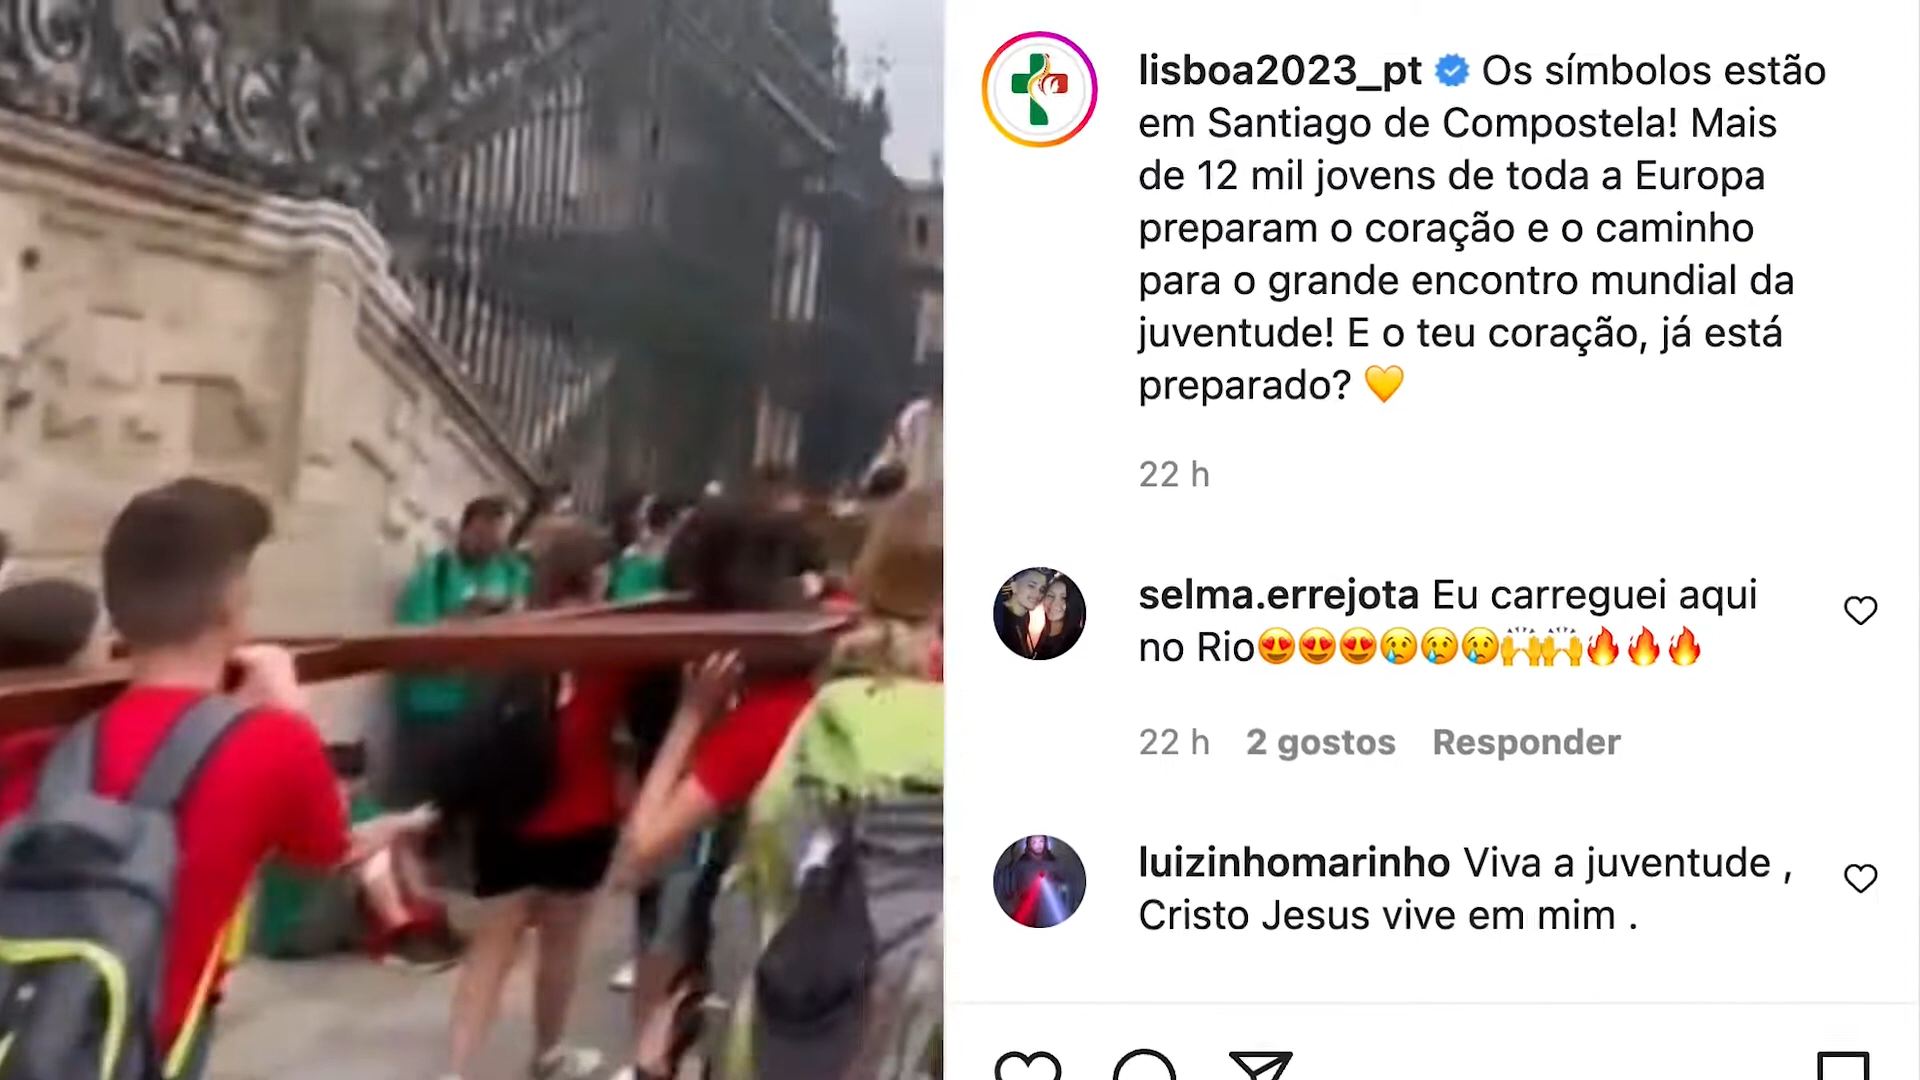 lisboa2023_pt Os símbolos estão
em Santiago de Compostela! Mais
de 12 mil jovens de toda a Europa
preparam o coração e o caminho
para o grande encontro mundial da
juventude! E o teu coração, já está
preparado? 💛
22 h
selma.errejota Eu carreguei aqui
no Rio😍😍😍😢😢😢🙌🙌🔥🔥🔥
22 h 2 gostos Responder
luizinhomarinho Viva a juventude ,
Cristo Jesus vive em mim .